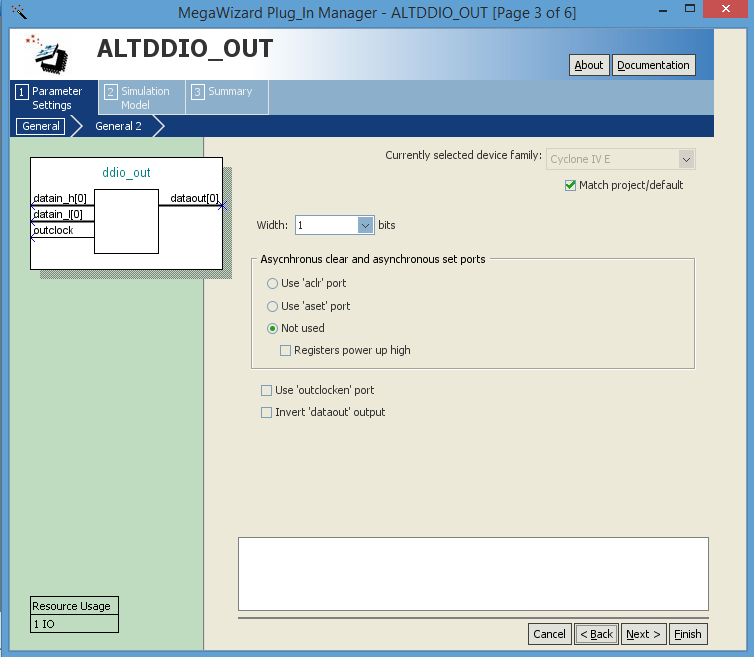 MegaWizard Plug_In Manager - ALTDDIO_OUT [Page 3 of 6]
ALTDDIO_OUT
About
Documentation
1 Parameter Settings
2 Simulation Model
3 Summary
General
General 2
ddio_out
datain_h[0]
dataout[0]
datain_l[0]
outclock
Currently selected device family:
Cyclone IV E
Match project/default
Width:
1
bits
Asycnhronus clear and asynchronous set ports
Use 'aclr' port
Use 'aset' port
Not used
Registers power up high
Use 'outclocken' port
Invert 'dataout' output
Resource Usage
1 IO
Cancel
< Back
Next >
Finish